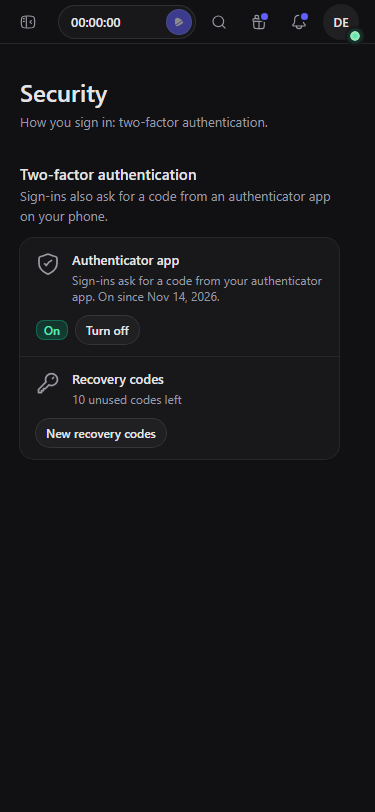 00:00:00
DE
Security
How you sign in: two-factor authentication.
Two-factor authentication
Sign-ins also ask for a code from an authenticator app
on your phone.
Authenticator app
Sign-ins ask for a code from your authenticator
app. On since Nov 14, 2026.
On
Turn off
Recovery codes
10 unused codes left
New recovery codes